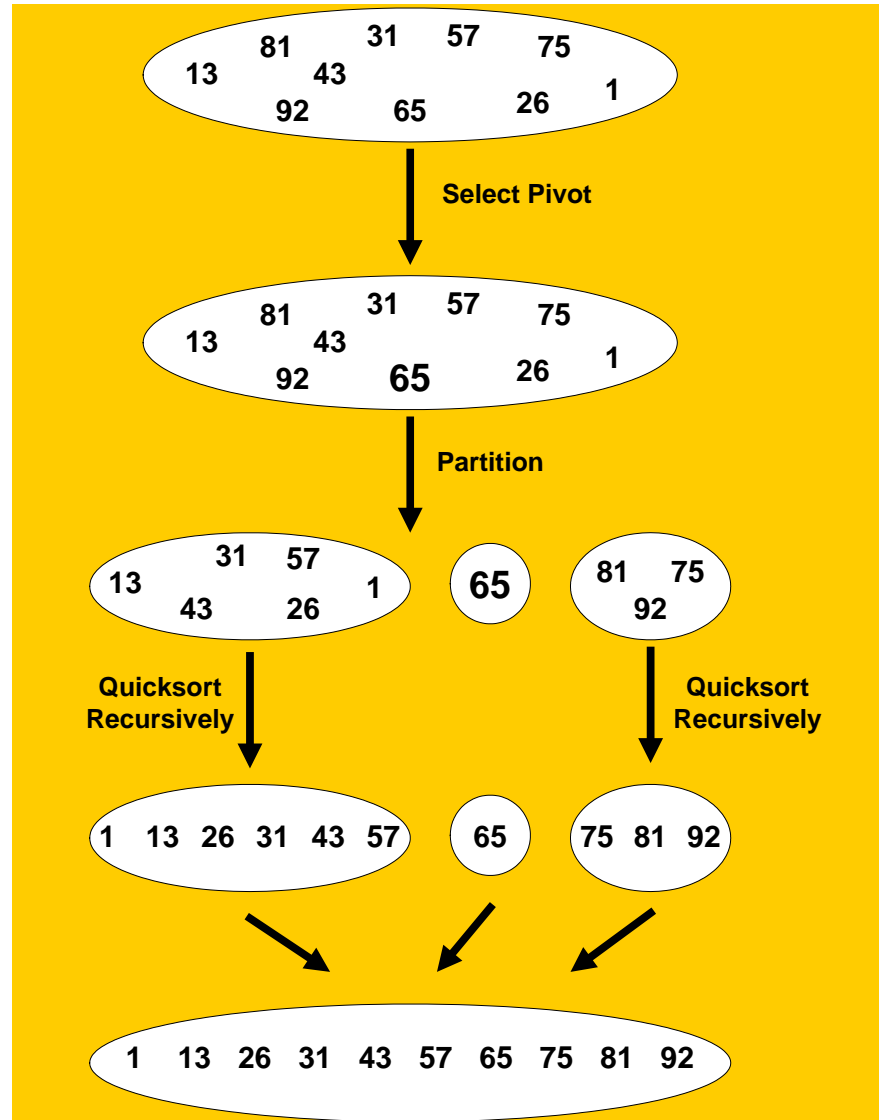 81 31 57 75
13 43
92 65 26 1
Select Pivot
81 31 57 75
13 43
92 65 26 1
Partition
13 31 57 1
43 26
65
81 75
92
Quicksort
Recursively
Quicksort
Recursively
1 13 26 31 43 57
65
75 81 92
1 13 26 31 43 57 65 75 81 92